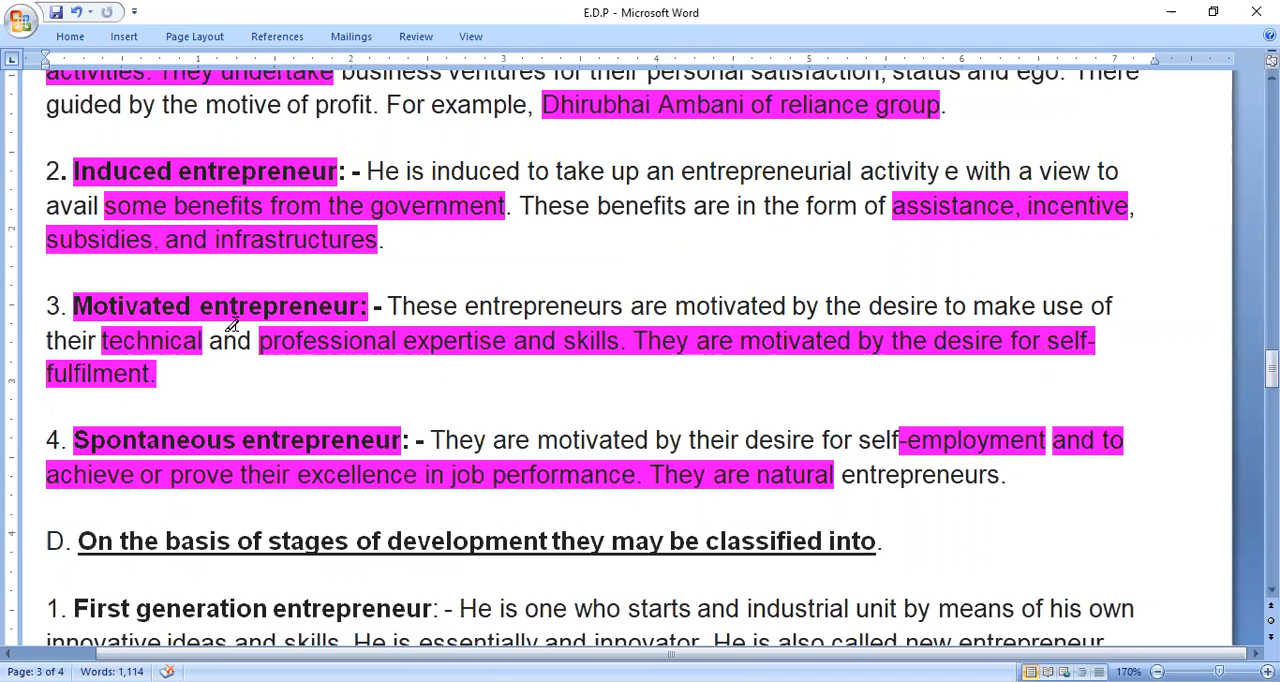 E.D.P - Microsoft Word
Home Insert Page Layout References Mailings Review View
1 2 3 4 5 6 7
activities. They undertake business ventures for their personal satisfaction, status and ego. There
guided by the motive of profit. For example, Dhirubhai Ambani of reliance group.
2. Induced entrepreneur: - He is induced to take up an entrepreneurial activity e with a view to
avail some benefits from the government. These benefits are in the form of assistance, incentive,
subsidies, and infrastructures.
3. Motivated entrepreneur: - These entrepreneurs are motivated by the desire to make use of
their technical and professional expertise and skills. They are motivated by the desire for self-
fulfilment.
4. Spontaneous entrepreneur: - They are motivated by their desire for self-employment and to
achieve or prove their excellence in job performance. They are natural entrepreneurs.
D. On the basis of stages of development they may be classified into.
1. First generation entrepreneur: - He is one who starts and industrial unit by means of his own
innovative ideas and skills. He is essentially and innovator. He is also called new entrepreneur
Page: 3 of 4 Words: 1,114 170%